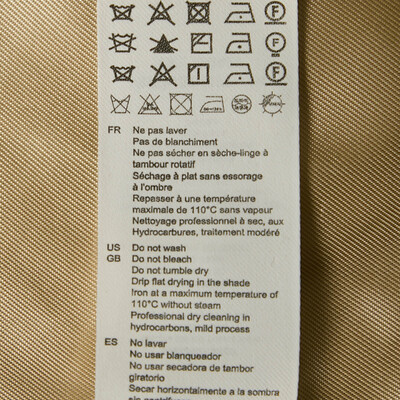 FR Ne pas laver
Pas de blanchiment
Ne pas sécher en sèche-linge à
tambour rotatif
Séchage à plat sans essorage
à l'ombre
Repasser à une température
maximale de 110°C sans vapeur
Nettoyage professionnel à sec, aux
Hydrocarbures, traitement modéré
US Do not wash
GB Do not bleach
Do not tumble dry
Drip flat drying in the shade
Iron at a maximum temperature of
110°C without steam
Professional dry cleaning in
hydrocarbons, mild process
ES No lavar
No usar blanqueador
No usar secadora de tambor
giratorio
Secar horizontalmente a la sombra